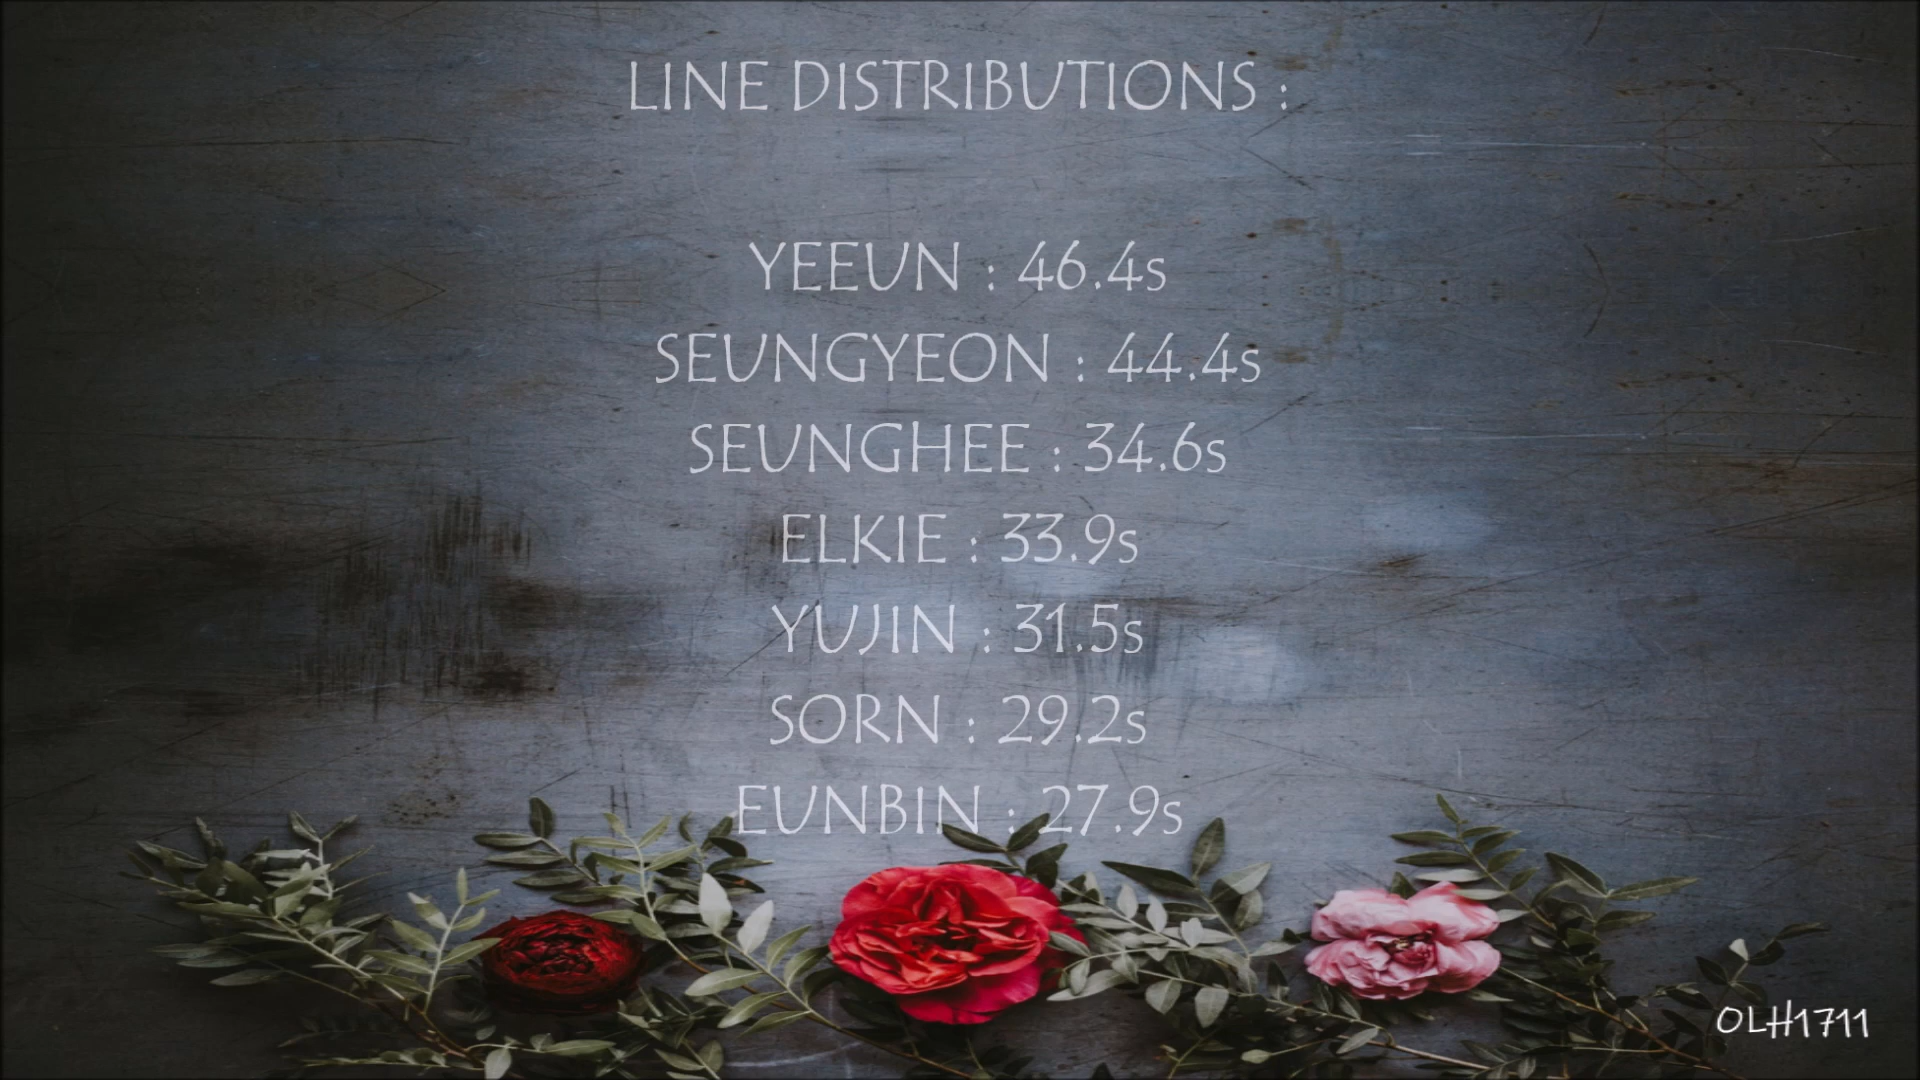 LINE DISTRIBUTIONS :
YEEUN : 46.4s
SEUNGYEON : 44.4s
SEUNGHEE : 34.6s
ELKIE : 33.9s
YUJIN : 31.5s
SORN : 29.2s
EUNBIN : 27.9s
OLH1711